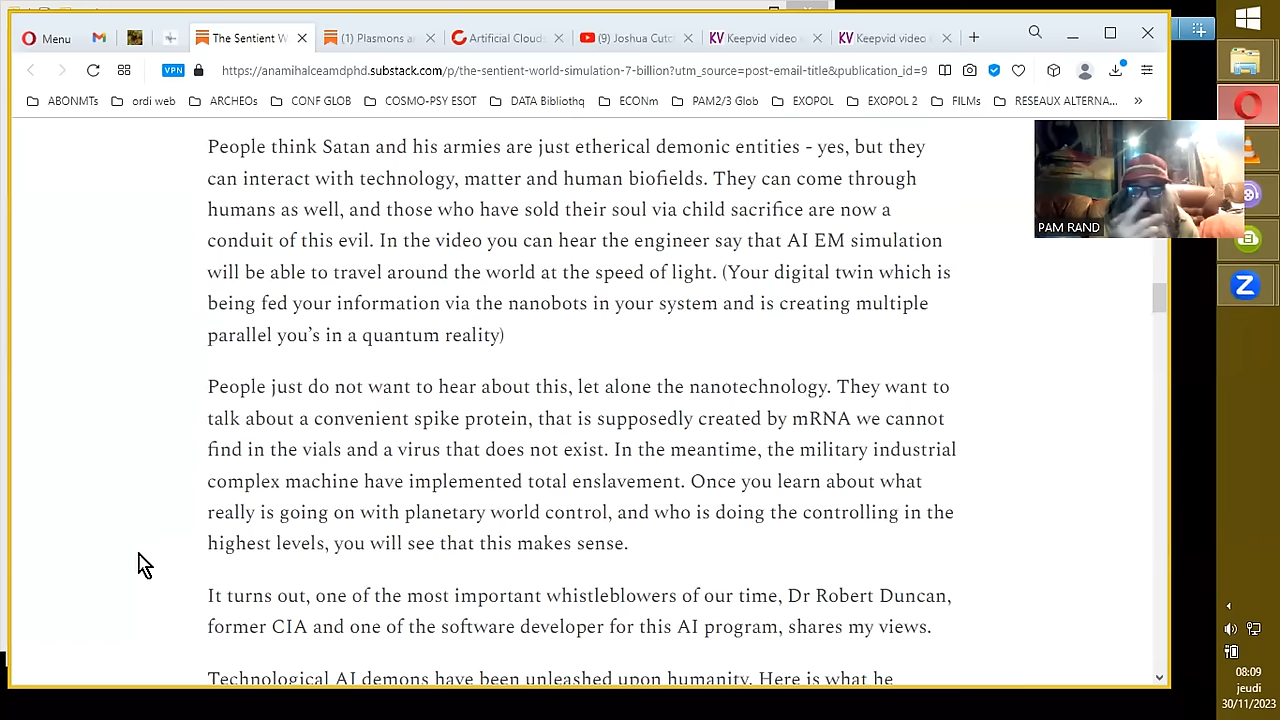 Menu
The Sentient W
(1) Plasmons a
Artificial Cloud
(9) Joshua Cutc
KV Keepvid video
KV Keepvid video
VPN
https://anamihalceamdphd.substack.com/p/the-sentient-world-simulation-7-billion?utm_source=post-email-title&publication_id=9
ABONMTs
ordi web
ARCHEOs
CONF GLOB
COSMO-PSY ESOT
DATA Bibliothq
ECONm
PAM2/3 Glob
EXOPOL
EXOPOL 2
FILMs
RESEAUX ALTERNA...
People think Satan and his armies are just etherical demonic entities - yes, but they
can interact with technology, matter and human biofields. They can come through
humans as well, and those who have sold their soul via child sacrifice are now a
conduit of this evil. In the video you can hear the engineer say that AI EM simulation
will be able to travel around the world at the speed of light. (Your digital twin which is
being fed your information via the nanobots in your system and is creating multiple
parallel you’s in a quantum reality)
People just do not want to hear about this, let alone the nanotechnology. They want to
talk about a convenient spike protein, that is supposedly created by mRNA we cannot
find in the vials and a virus that does not exist. In the meantime, the military industrial
complex machine have implemented total enslavement. Once you learn about what
really is going on with planetary world control, and who is doing the controlling in the
highest levels, you will see that this makes sense.
It turns out, one of the most important whistleblowers of our time, Dr Robert Duncan,
former CIA and one of the software developer for this AI program, shares my views.
Technological AI demons have been unleashed upon humanity. Here is what he
PAM RAND
08:09
jeudi
30/11/2023